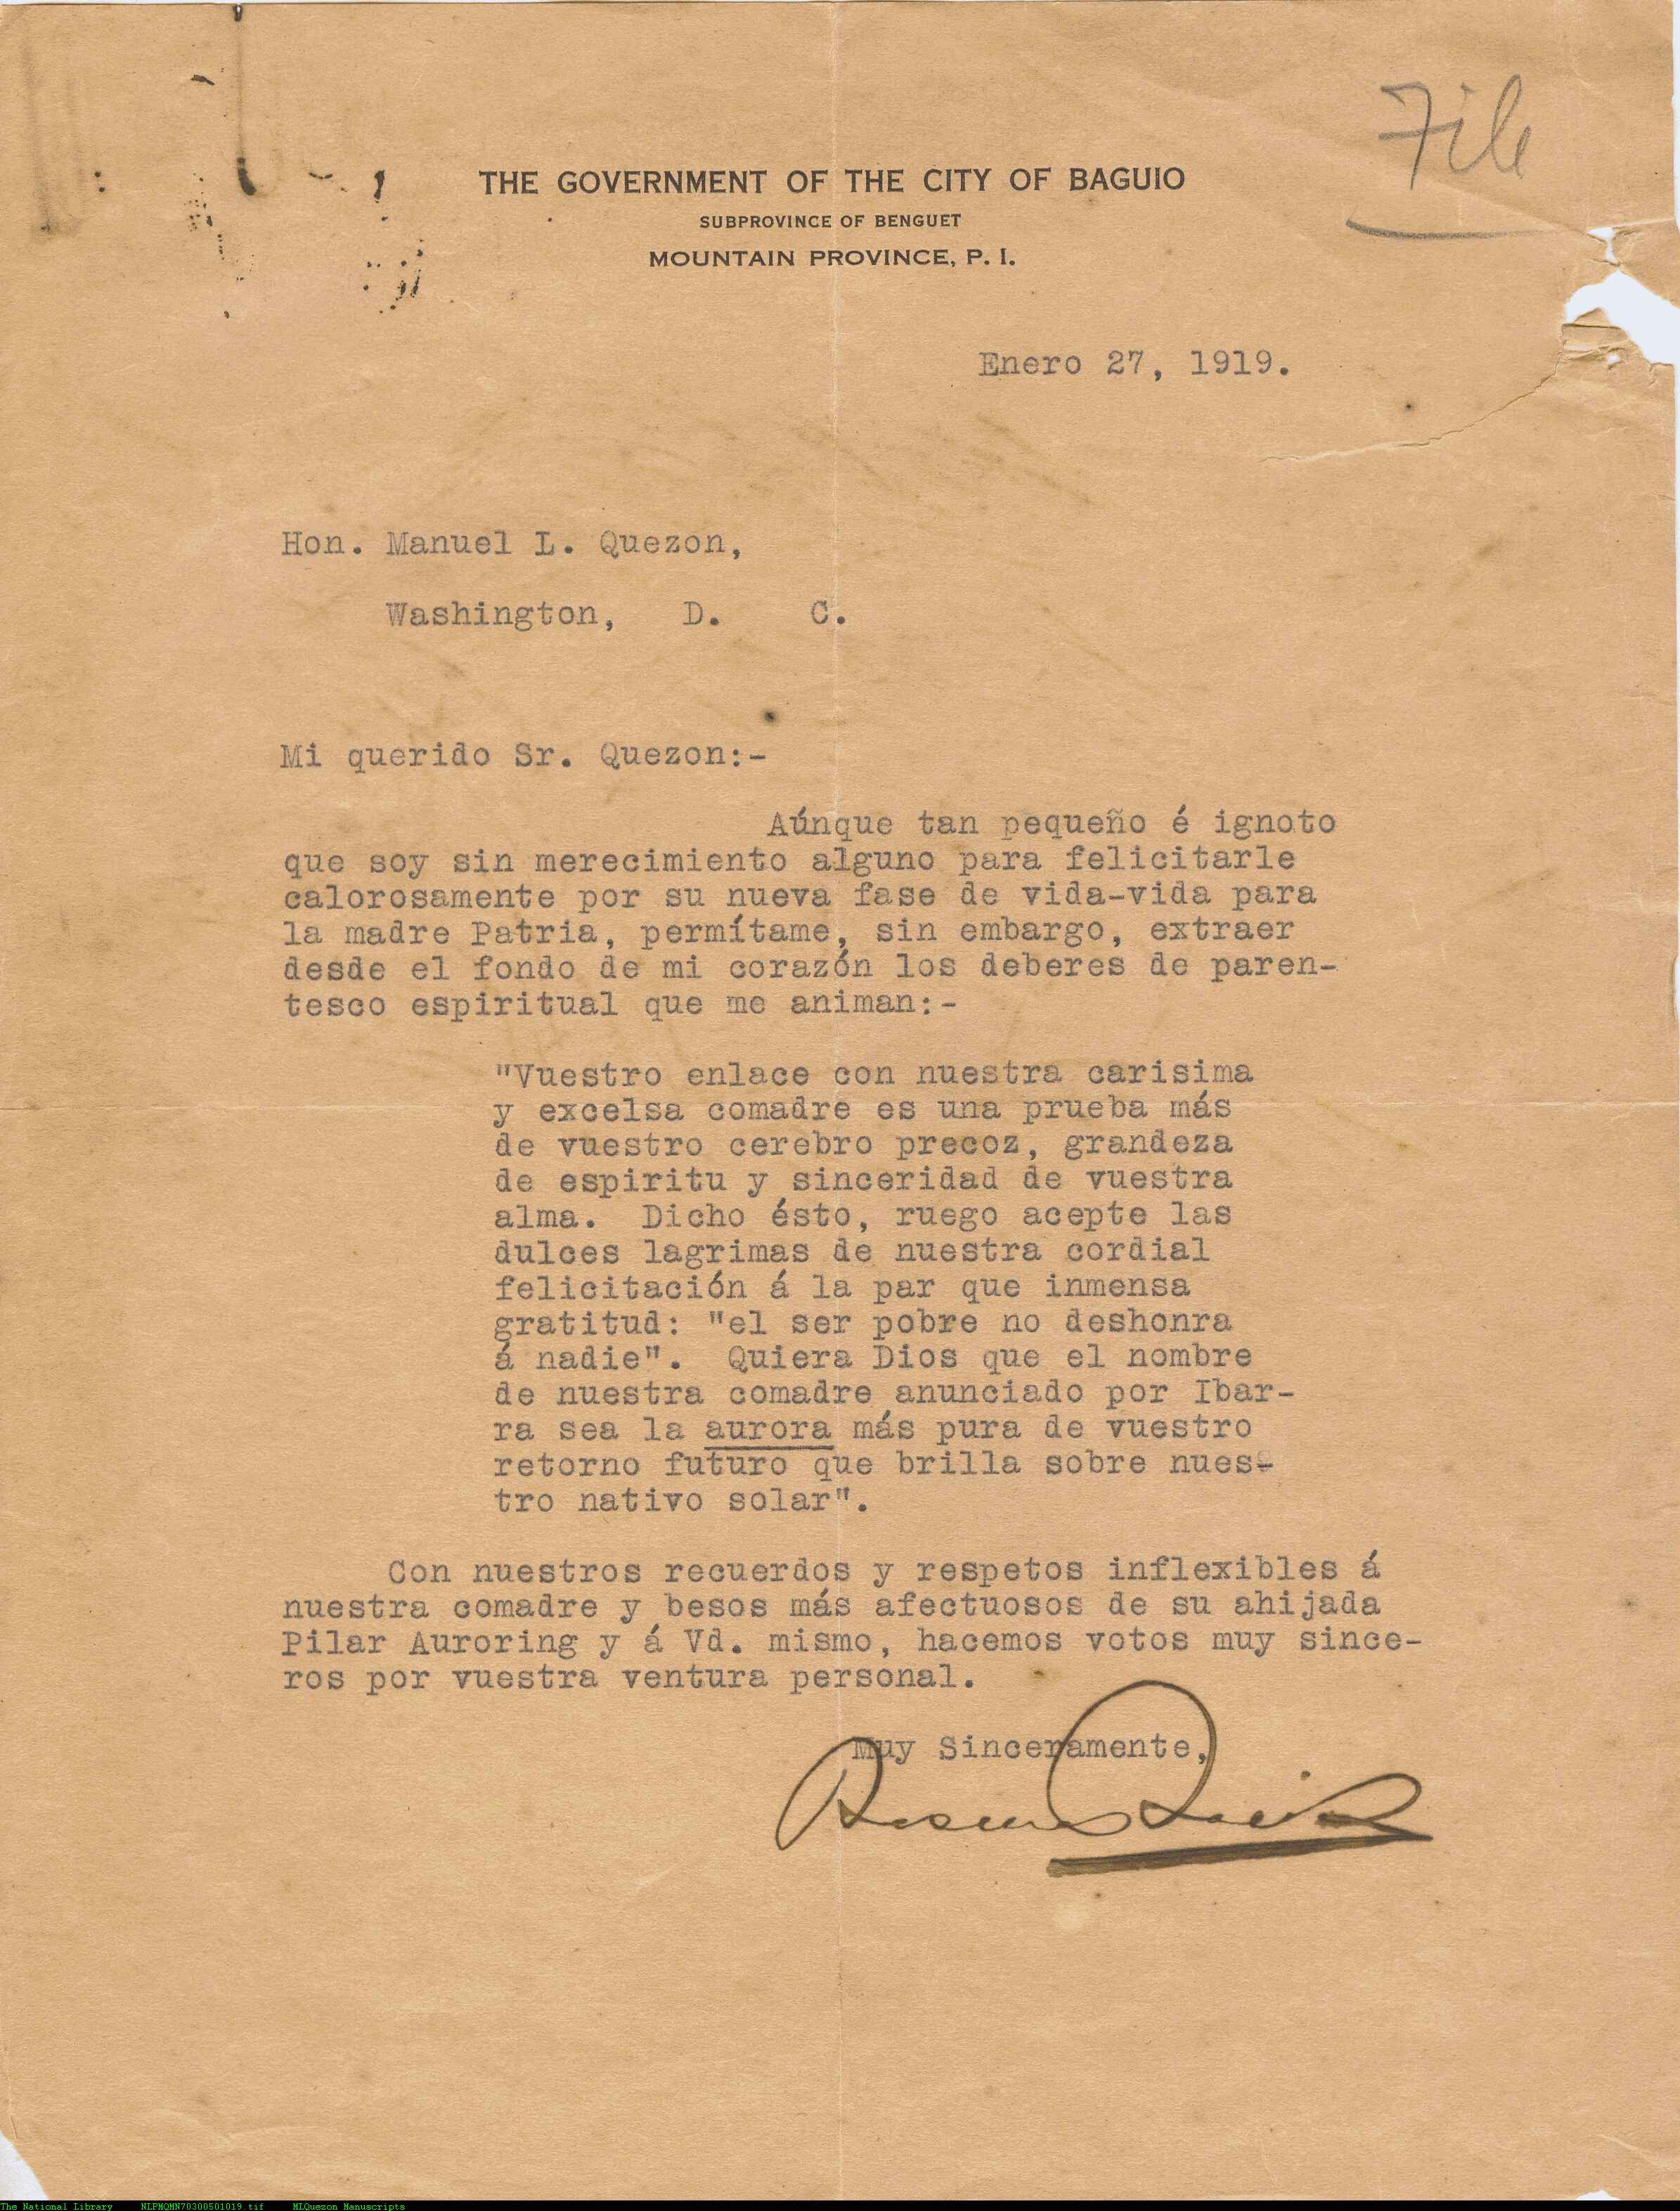 File
THE GOVERNMENT OF THE CITY OF BAGUIO
SUBPROVINCE OF BENGUET
MOUNTAIN PROVINCE, P. I.
Enero 27, 1919.
Hon. Manuel L. Quezon,
Washington, D. C.
Mi querido Sr. Quezon:-
Aúnque tan pequeño é ignoto
que soy sin merecimiento alguno para felicitarle
calorosamente por su nueva fase de vida-vida para
la madre Patria, permítame, sin embargo, extraer
desde el fondo de mi corazón los deberes de paren-
tesco espiritual que me animan:-
"Vuestro enlace con nuestra carisima
y excelsa comadre es una prueba más
de vuestro cerebro precoz, grandeza
de espiritu y sinceridad de vuestra
alma. Dicho ésto, ruego acepte las
dulces lagrimas de nuestra cordial
felicitación á la par que inmensa
gratitud: "el ser pobre no deshonra
á nadie". Quiera Dios que el nombre
de nuestra comadre anunciado por Ibar-
ra sea la aurora más pura de vuestro
retorno futuro que brilla sobre nues-
tro nativo solar".
Con nuestros recuerdos y respetos inflexibles á
nuestra comadre y besos más afectuosos de su ahijada
Pilar Auroring y á Vd. mismo, hacemos votos muy since-
ros por vuestra ventura personal.
Muy Sinceramente,
The National Library NLPMQMN70300501019.tif MLQuezon Manuscripts